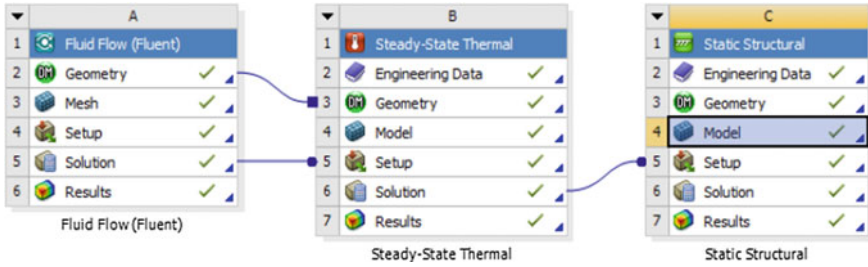 A
1 Fluid Flow (Fluent)
2 Geometry
3 Mesh
4 Setup
5 Solution
6 Results
Fluid Flow (Fluent)
B
1 Steady-State Thermal
2 Engineering Data
3 Geometry
4 Model
5 Setup
6 Solution
7 Results
Steady-State Thermal
C
1 Static Structural
2 Engineering Data
3 Geometry
4 Model
5 Setup
6 Solution
7 Results
Static Structural